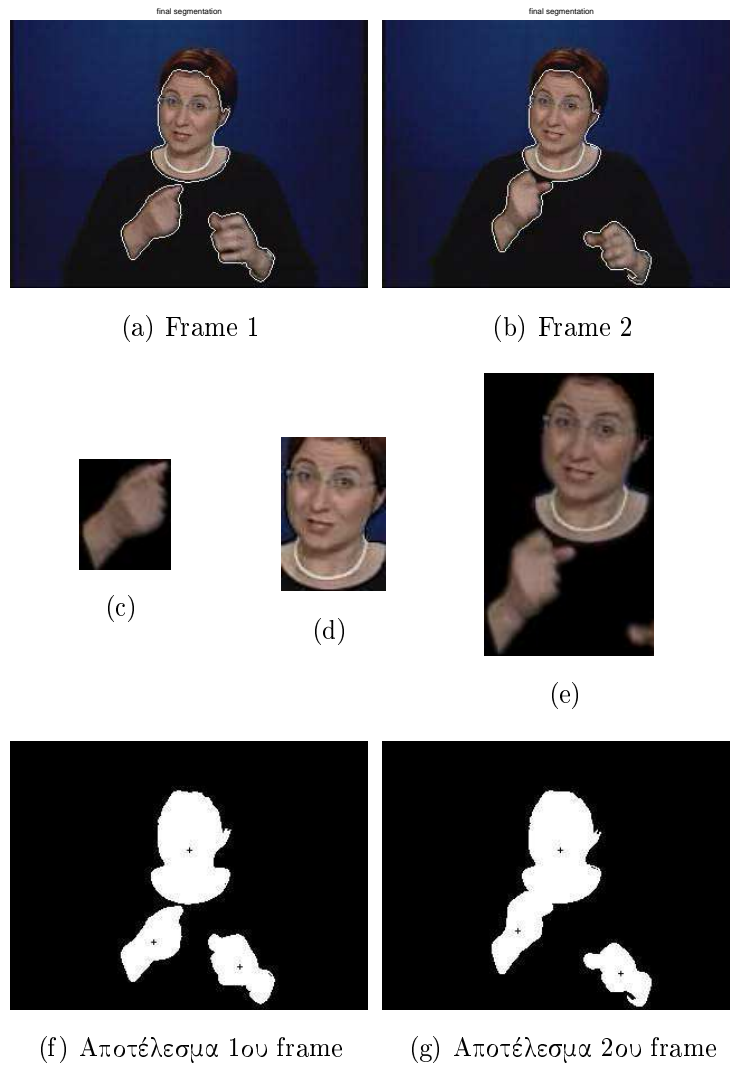 final segmentation
final segmentation
(a) Frame 1
(b) Frame 2
(c)
(d)
(e)
(f) Αποτέλεσμα 1ου frame
(g) Αποτέλεσμα 2ου frame